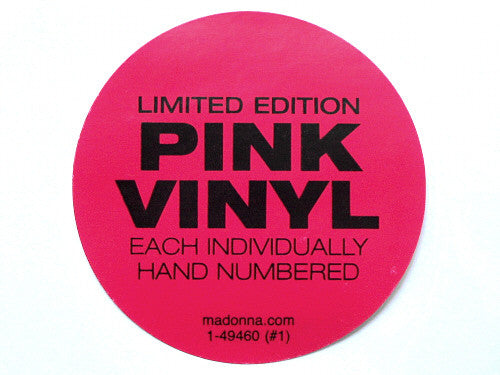 LIMITED EDITION
PINK
VINYL
EACH INDIVIDUALLY
HAND NUMBERED
madonna.com
1-49460 (#1)